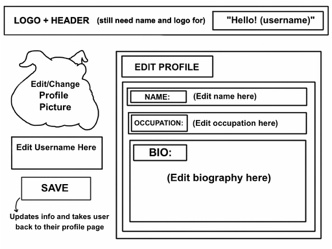 LOGO + HEADER (still need name and logo for) "Hello! (username)"
Edit/Change
Profile
Picture
Edit Username Here
SAVE
Updates info and takes user
back to their profile page
EDIT PROFILE
NAME: (Edit name here)
OCCUPATION: (Edit occupation here)
BIO:
(Edit biography here)